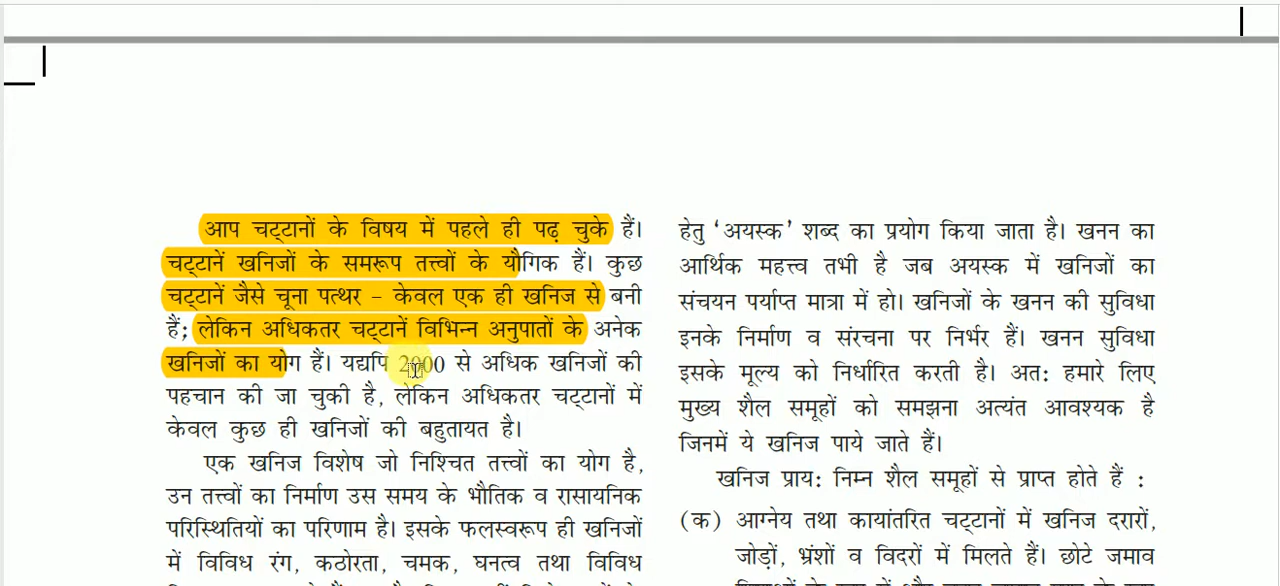 आप चट्टानों के विषय में पहले ही पढ़ चुके हैं।
चट्टानें खनिजों के समरूप तत्त्वों के यौगिक हैं। कुछ
चट्टानें जैसे चूना पत्थर – केवल एक ही खनिज से बनी
हैं; लेकिन अधिकतर चट्टानें विभिन्न अनुपातों के अनेक
खनिजों का योग हैं। यद्यपि 2000 से अधिक खनिजों की
पहचान की जा चुकी है, लेकिन अधिकतर चट्टानों में
केवल कुछ ही खनिजों की बहुतायत है।
एक खनिज विशेष जो निश्चित तत्त्वों का योग है,
उन तत्त्वों का निर्माण उस समय के भौतिक व रासायनिक
परिस्थितियों का परिणाम है। इसके फलस्वरूप ही खनिजों
में विविध रंग, कठोरता, चमक, घनत्व तथा विविध
हेतु ‘अयस्क’ शब्द का प्रयोग किया जाता है। खनन का
आर्थिक महत्त्व तभी है जब अयस्क में खनिजों का
संचयन पर्याप्त मात्रा में हो। खनिजों के खनन की सुविधा
इनके निर्माण व संरचना पर निर्भर हैं। खनन सुविधा
इसके मूल्य को निर्धारित करती है। अत: हमारे लिए
मुख्य शैल समूहों को समझना अत्यंत आवश्यक है
जिनमें ये खनिज पाये जाते हैं।
खनिज प्राय: निम्न शैल समूहों से प्राप्त होते हैं :
(क) आग्नेय तथा कायांतरित चट्टानों में खनिज दरारों,
जोड़ों, भ्रंशों व विदरों में मिलते हैं। छोटे जमाव